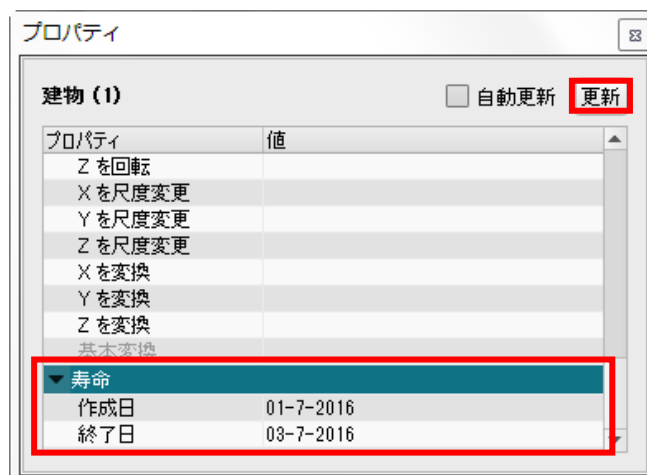 プロパティ
建物 (1)
自動更新 更新
プロパティ 値
Z を回転
X を尺度変更
Y を尺度変更
Z を尺度変更
X を変換
Y を変換
Z を変換
基本変換
寿命
作成日 01-7-2016
終了日 03-7-2016